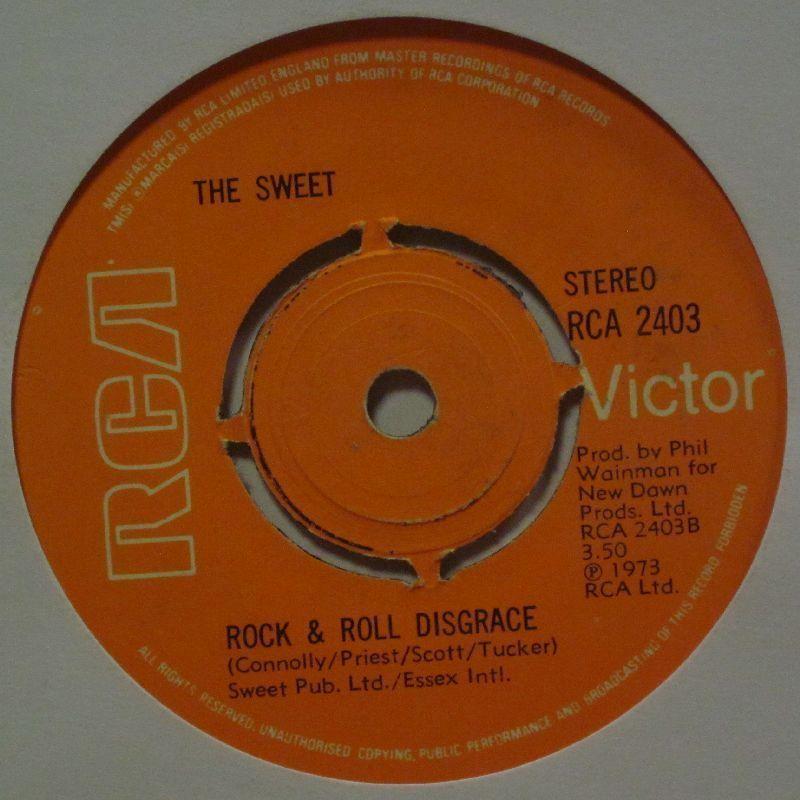 MANUFACTURED BY RCA LIMITED, ENGLAND FROM MASTER RECORDINGS OF RCA RECORDS
TM(S) ® MARCA(S) REGISTRADA(S) USED BY AUTHORITY OF RCA CORPORATION
THE SWEET
RCA
STEREO
RCA 2403
Victor
Prod. by Phil
Wainman for
New Dawn
Prods. Ltd.
RCA 2403B
3.50
℗ 1973
RCA Ltd.
ROCK & ROLL DISGRACE
(Connolly/Priest/Scott/Tucker)
Sweet Pub. Ltd./Essex Intl.
ALL RIGHTS RESERVED. UNAUTHORISED COPYING, PUBLIC PERFORMANCE AND BROADCASTING OF THIS RECORD FORBIDDEN